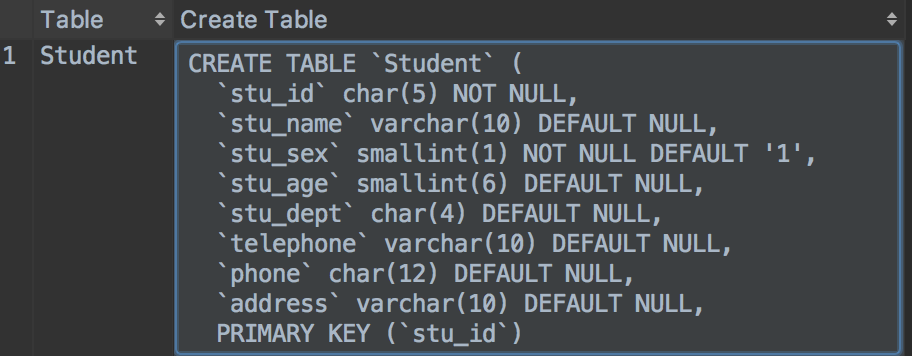 Table Create Table
1 Student CREATE TABLE `Student` (
`stu_id` char(5) NOT NULL,
`stu_name` varchar(10) DEFAULT NULL,
`stu_sex` smallint(1) NOT NULL DEFAULT '1',
`stu_age` smallint(6) DEFAULT NULL,
`stu_dept` char(4) DEFAULT NULL,
`telephone` varchar(10) DEFAULT NULL,
`phone` char(12) DEFAULT NULL,
`address` varchar(10) DEFAULT NULL,
PRIMARY KEY (`stu_id`)